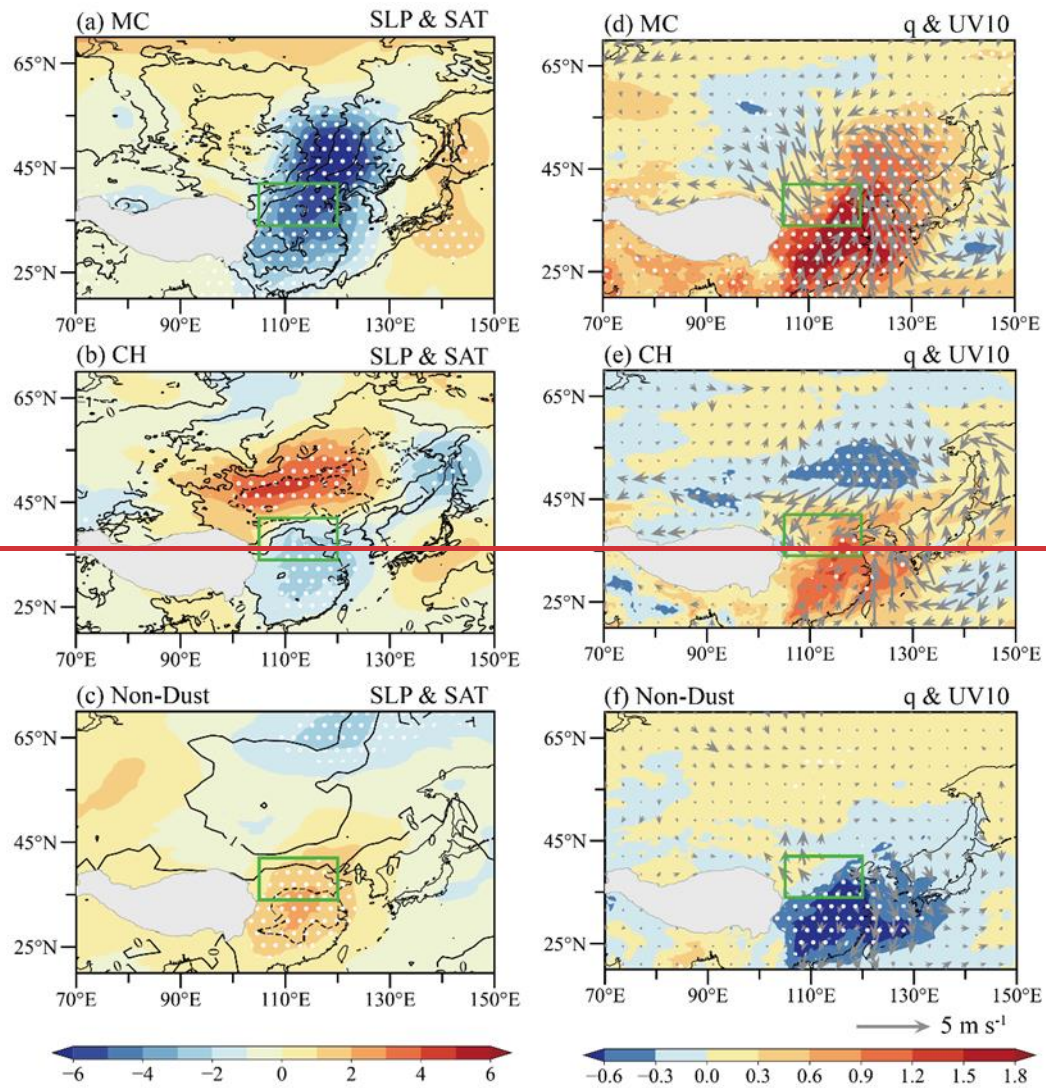 (a) MC SLP & SAT
65°N
45°N
25°N
70°E 90°E 110°E 130°E 150°E
(d) MC q & UV10
65°N
45°N
25°N
70°E 90°E 110°E 130°E 150°E
(b) CH SLP & SAT
65°N
45°N
25°N
70°E 90°E 110°E 130°E 150°E
(e) CH q & UV10
65°N
45°N
25°N
70°E 90°E 110°E 130°E 150°E
(c) Non-Dust SLP & SAT
65°N
45°N
25°N
70°E 90°E 110°E 130°E 150°E
(f) Non-Dust q & UV10
65°N
45°N
25°N
70°E 90°E 110°E 130°E 150°E
5 m s⁻¹
−6 −4 −2 0 2 4 6
−0.6 −0.3 0.0 0.3 0.6 0.9 1.2 1.5 1.8